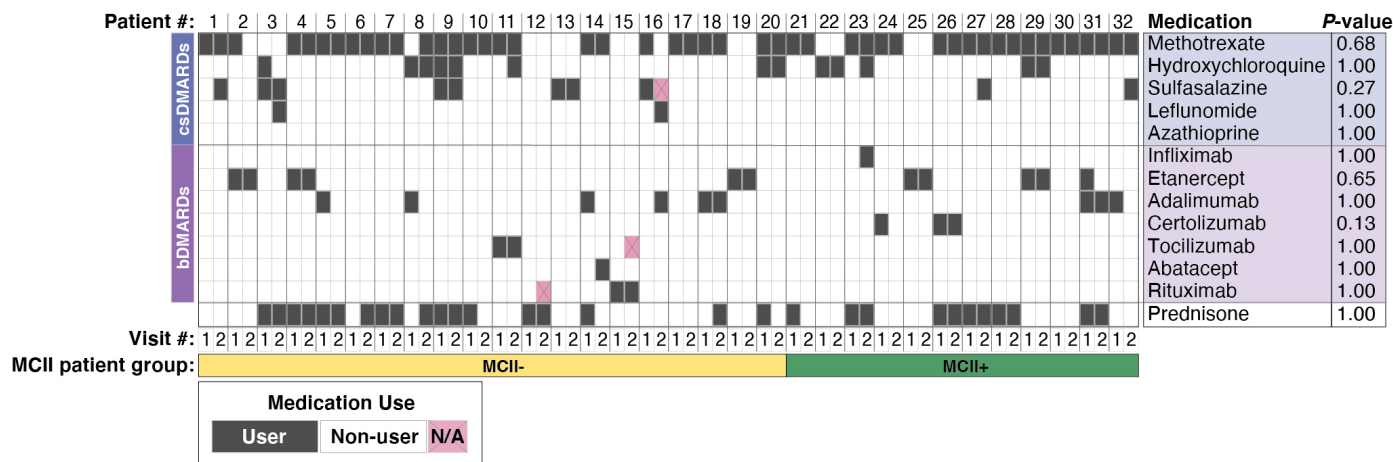 Patient #: 1 2 3 4 5 6 7 8 9 10 11 12 13 14 15 16 17 18 19 20 21 22 23 24 25 26 27 28 29 30 31 32 Medication P-value
csDMARDs
Methotrexate 0.68
Hydroxychloroquine 1.00
Sulfasalazine 0.27
Leflunomide 1.00
Azathioprine 1.00
bDMARDs
Infliximab 1.00
Etanercept 0.65
Adalimumab 1.00
Certolizumab 0.13
Tocilizumab 1.00
Abatacept 1.00
Rituximab 1.00
Prednisone 1.00
Visit #: 1 2 1 2 1 2 1 2 1 2 1 2 1 2 1 2 1 2 1 2 1 2 1 2 1 2 1 2 1 2 1 2 1 2 1 2 1 2 1 2 1 2 1 2 1 2 1 2 1 2 1 2 1 2 1 2 1 2 1 2 1 2 1 2
MCII patient group: MCII- MCII+
Medication Use
User Non-user N/A